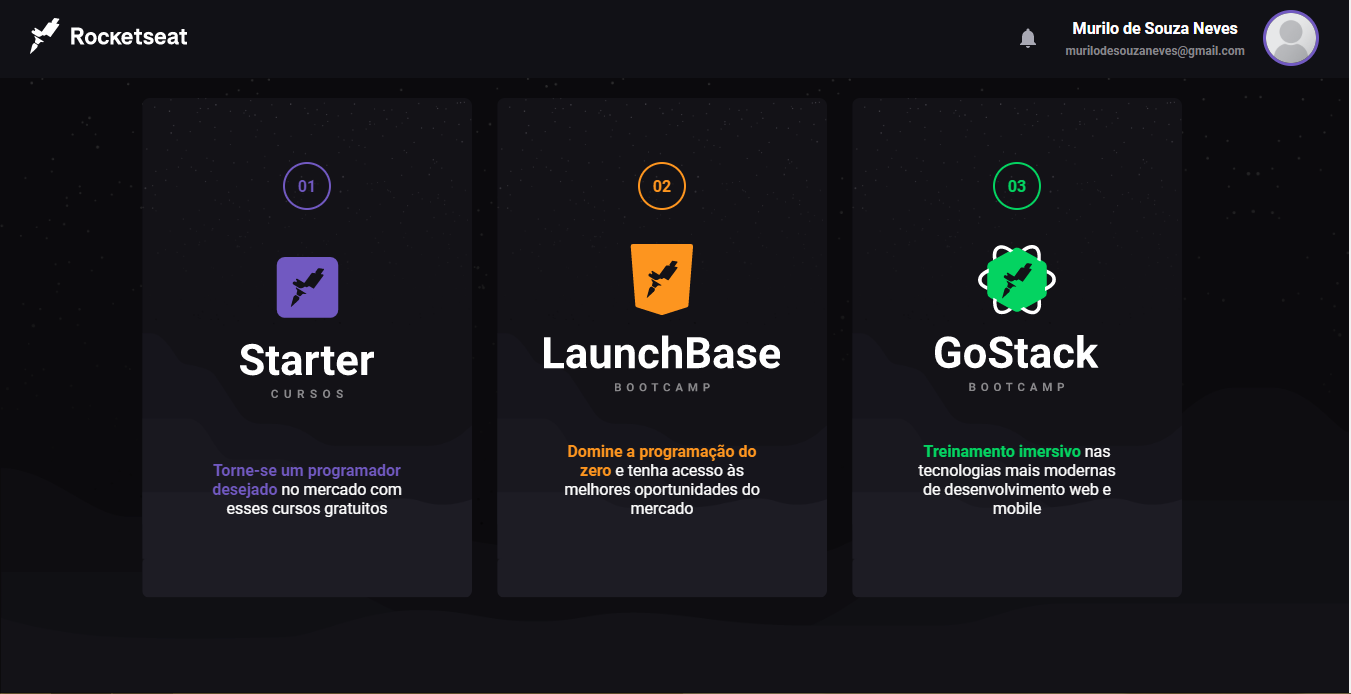 Rocketseat
Murilo de Souza Neves
murilodesouzaneves@gmail.com
01
Starter
CURSOS
Torne-se um programador
desejado no mercado com
esses cursos gratuitos
02
LaunchBase
BOOTCAMP
Domine a programação do
zero e tenha acesso às
melhores oportunidades do
mercado
03
GoStack
BOOTCAMP
Treinamento imersivo nas
tecnologias mais modernas
de desenvolvimento web e
mobile